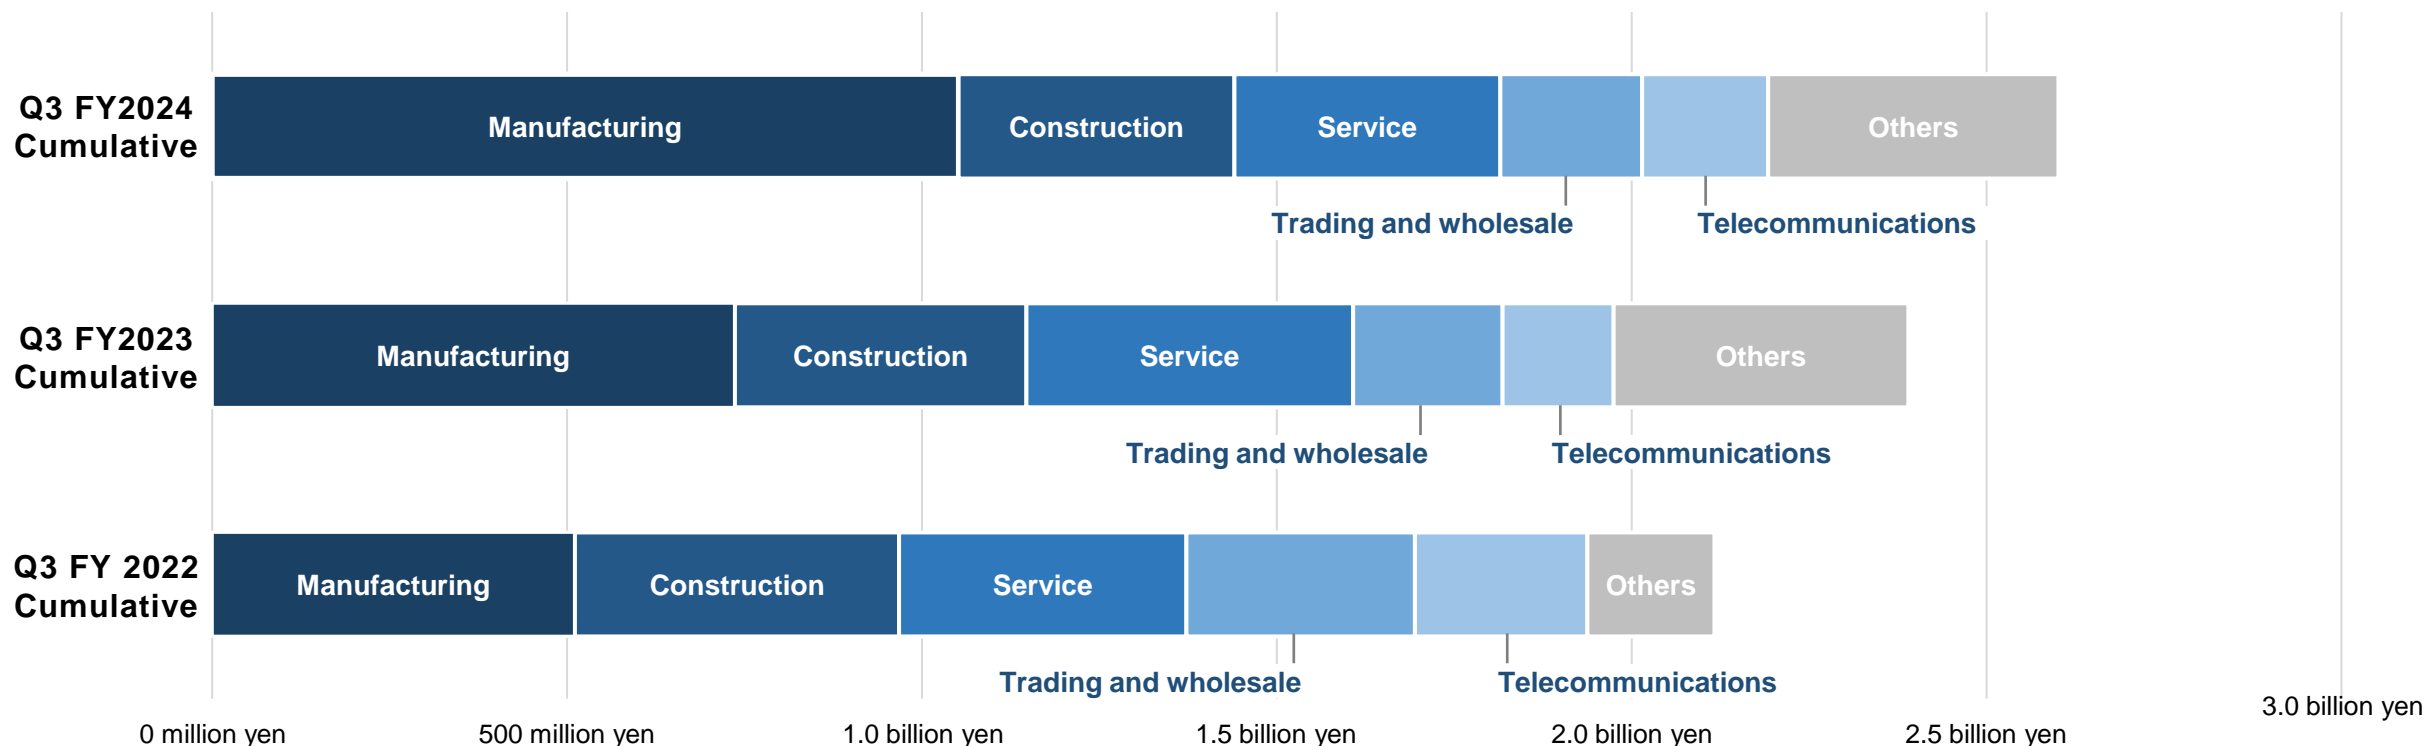 Q3 FY2024
Cumulative
Manufacturing
Construction
Service
Others
Trading and wholesale
Telecommunications
Q3 FY2023
Cumulative
Manufacturing
Construction
Service
Others
Trading and wholesale
Telecommunications
Q3 FY 2022
Cumulative
Manufacturing
Construction
Service
Others
Trading and wholesale
Telecommunications
0 million yen
500 million yen
1.0 billion yen
1.5 billion yen
2.0 billion yen
2.5 billion yen
3.0 billion yen